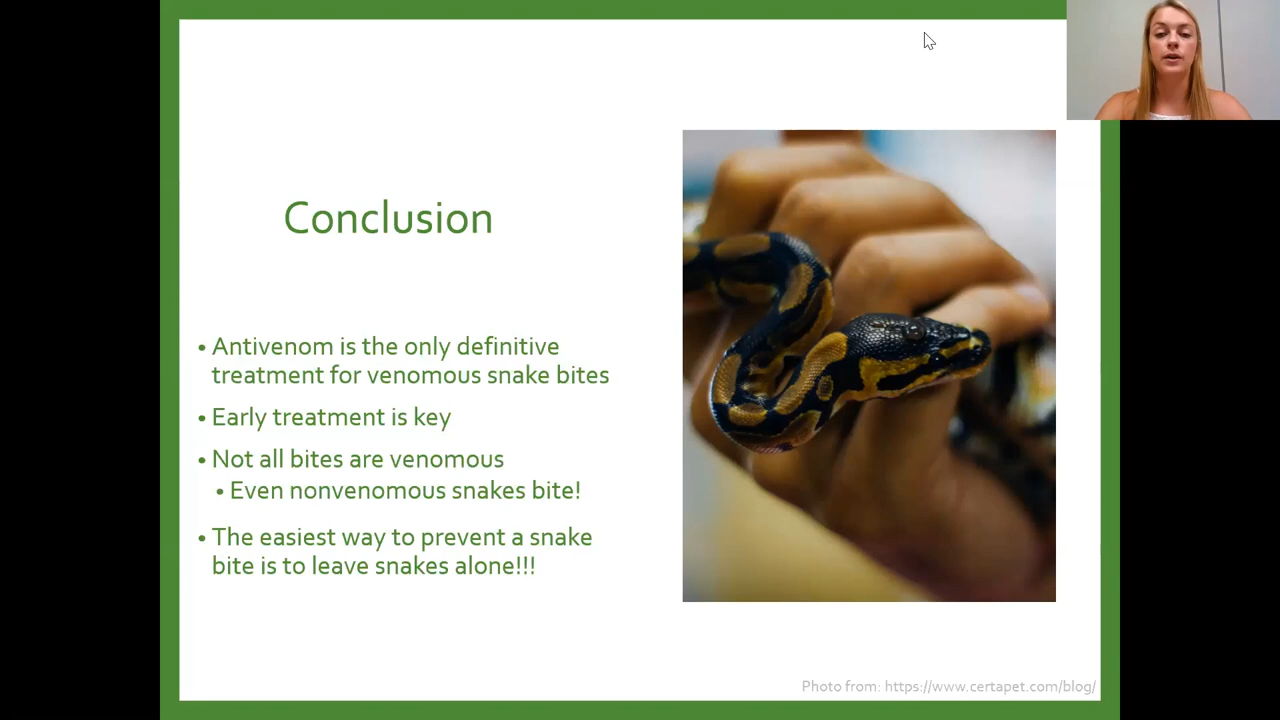 Conclusion
• Antivenom is the only definitive
treatment for venomous snake bites
• Early treatment is key
• Not all bites are venomous
• Even nonvenomous snakes bite!
• The easiest way to prevent a snake
bite is to leave snakes alone!!!
Photo from: https://www.certapet.com/blog/